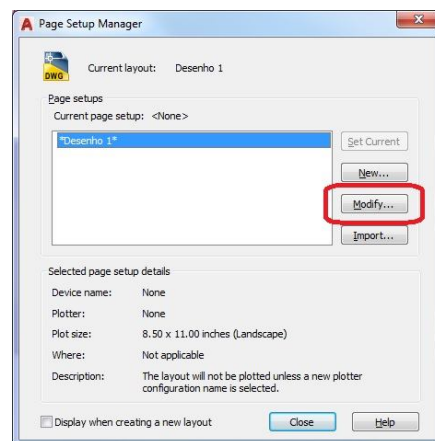 A Page Setup Manager
DWG
Current layout: Desenho 1
Page setups
Current page setup: <None>
*Desenho 1*
Set Current
New...
Modify...
Import...
Selected page setup details
Device name: None
Plotter: None
Plot size: 8.50 x 11.00 inches (Landscape)
Where: Not applicable
Description: The layout will not be plotted unless a new plotter
configuration name is selected.
Display when creating a new layout
Close
Help